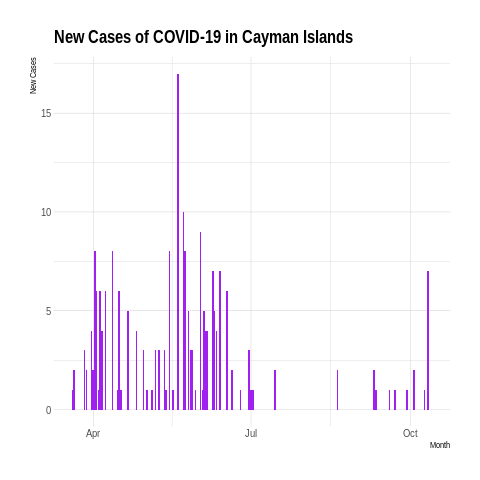 New Cases of COVID-19 in Cayman Islands
New Cases
15
10
5
0
Apr
Jul
Oct
Month